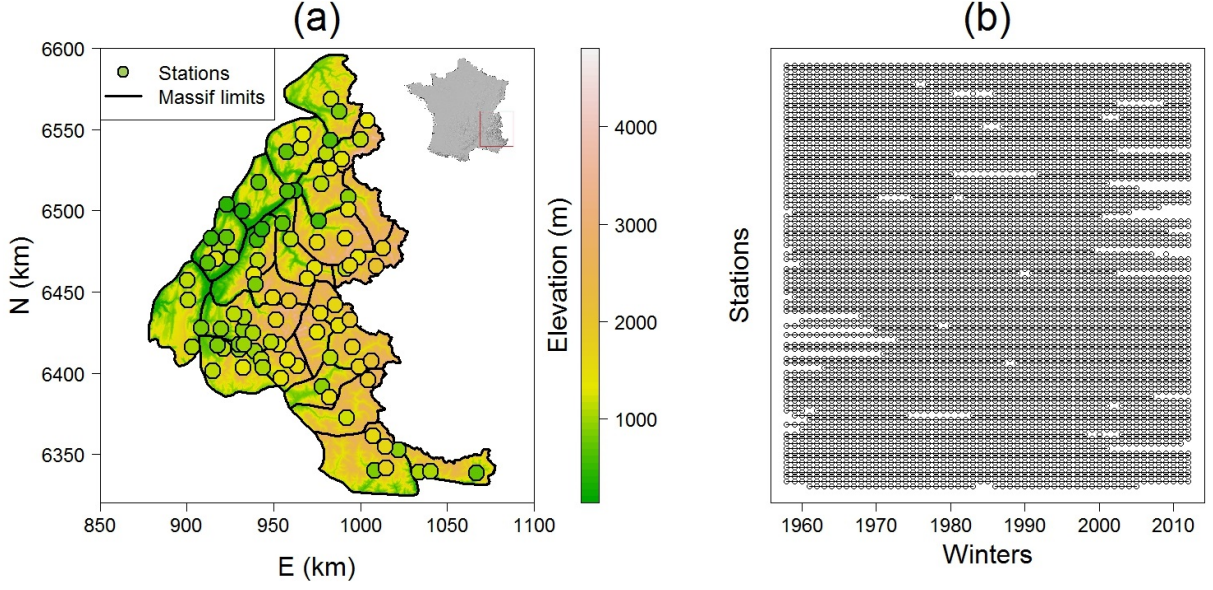 (a)
(b)
6600
6550
6500
6450
6400
6350
N (km)
Stations
Massif limits
850
900
950
1000
1050
1100
E (km)
4000
3000
2000
1000
Elevation (m)
Stations
1960
1970
1980
1990
2000
2010
Winters